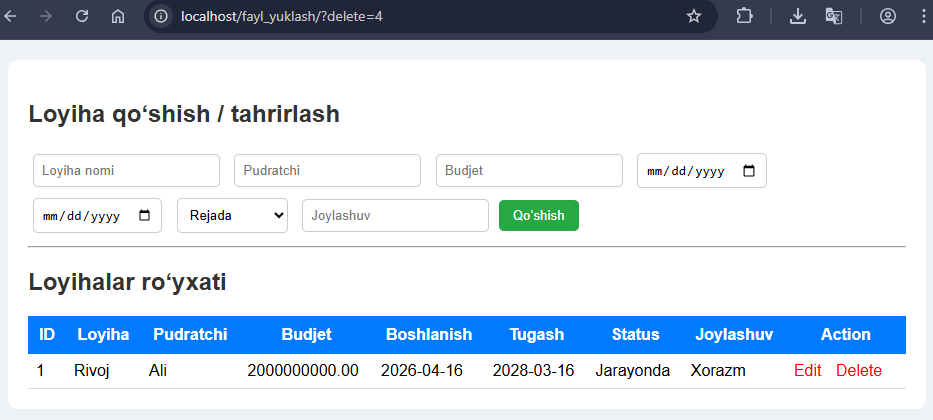 localhost/fayl_yuklash/?delete=4
Loyiha qo‘shish / tahrirlash
Loyiha nomi Pudratchi Budjet mm/dd/yyyy
mm/dd/yyyy Rejada Joylashuv Qo‘shish
Loyihalar ro‘yxati
ID Loyiha Pudratchi Budjet Boshlanish Tugash Status Joylashuv Action
1 Rivoj Ali 2000000000.00 2026-04-16 2028-03-16 Jarayonda Xorazm Edit Delete